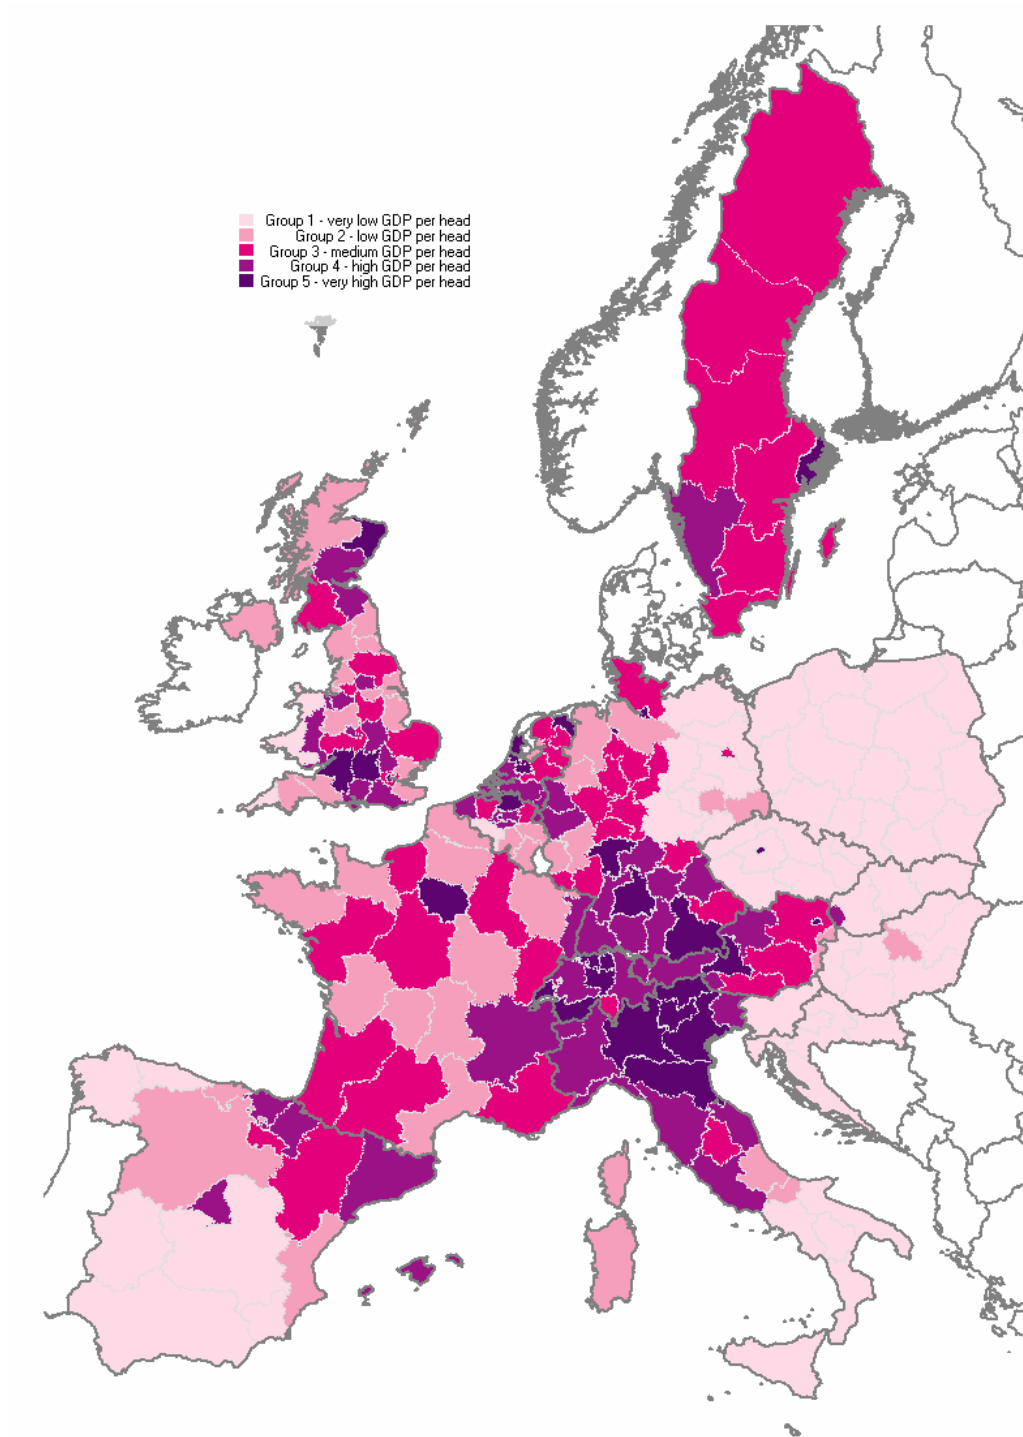 Group 1 - very low GDP per head
Group 2 - low GDP per head
Group 3 - medium GDP per head
Group 4 - high GDP per head
Group 5 - very high GDP per head